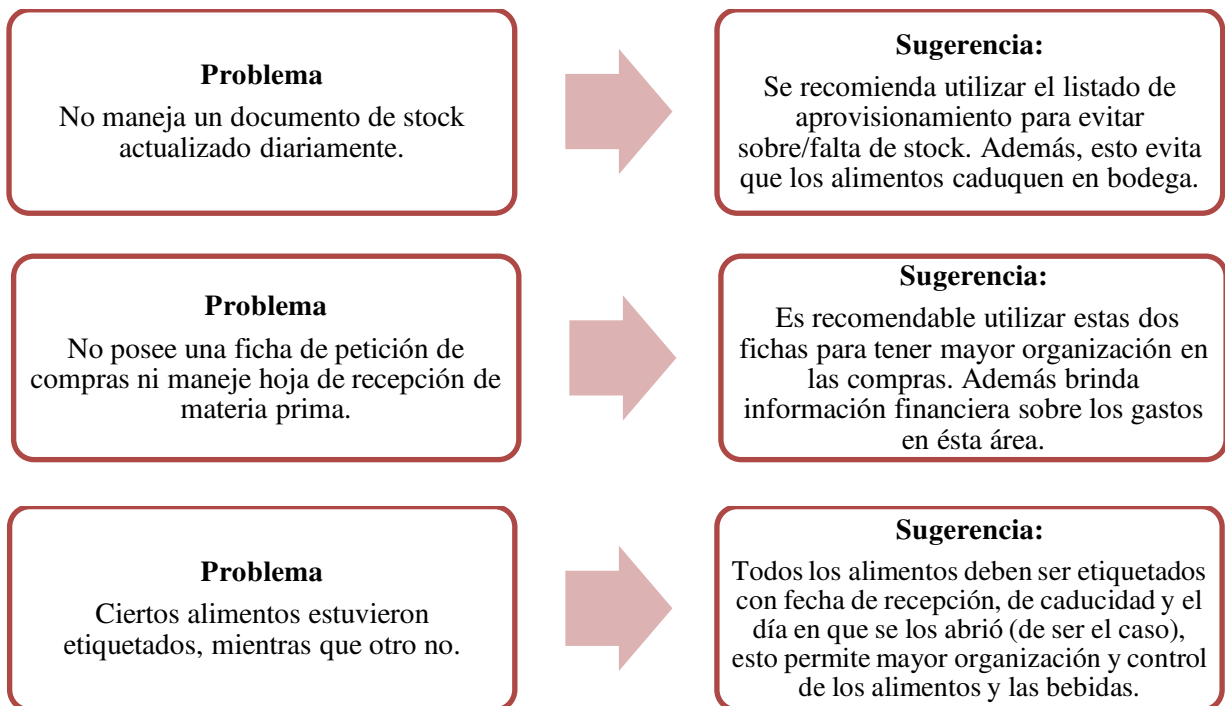 Problema
No maneja un documento de stock
actualizado diariamente.
Sugerencia:
Se recomienda utilizar el listado de
aprovisionamiento para evitar
sobre/falta de stock. Además, esto evita
que los alimentos caduquen en bodega.
Problema
No posee una ficha de petición de
compras ni maneje hoja de recepción de
materia prima.
Sugerencia:
Es recomendable utilizar estas dos
fichas para tener mayor organización en
las compras. Además brinda
información financiera sobre los gastos
en ésta área.
Problema
Ciertos alimentos estuvieron
etiquetados, mientras que otro no.
Sugerencia:
Todos los alimentos deben ser etiquetados
con fecha de recepción, de caducidad y el
día en que se los abrió (de ser el caso),
esto permite mayor organización y control
de los alimentos y las bebidas.